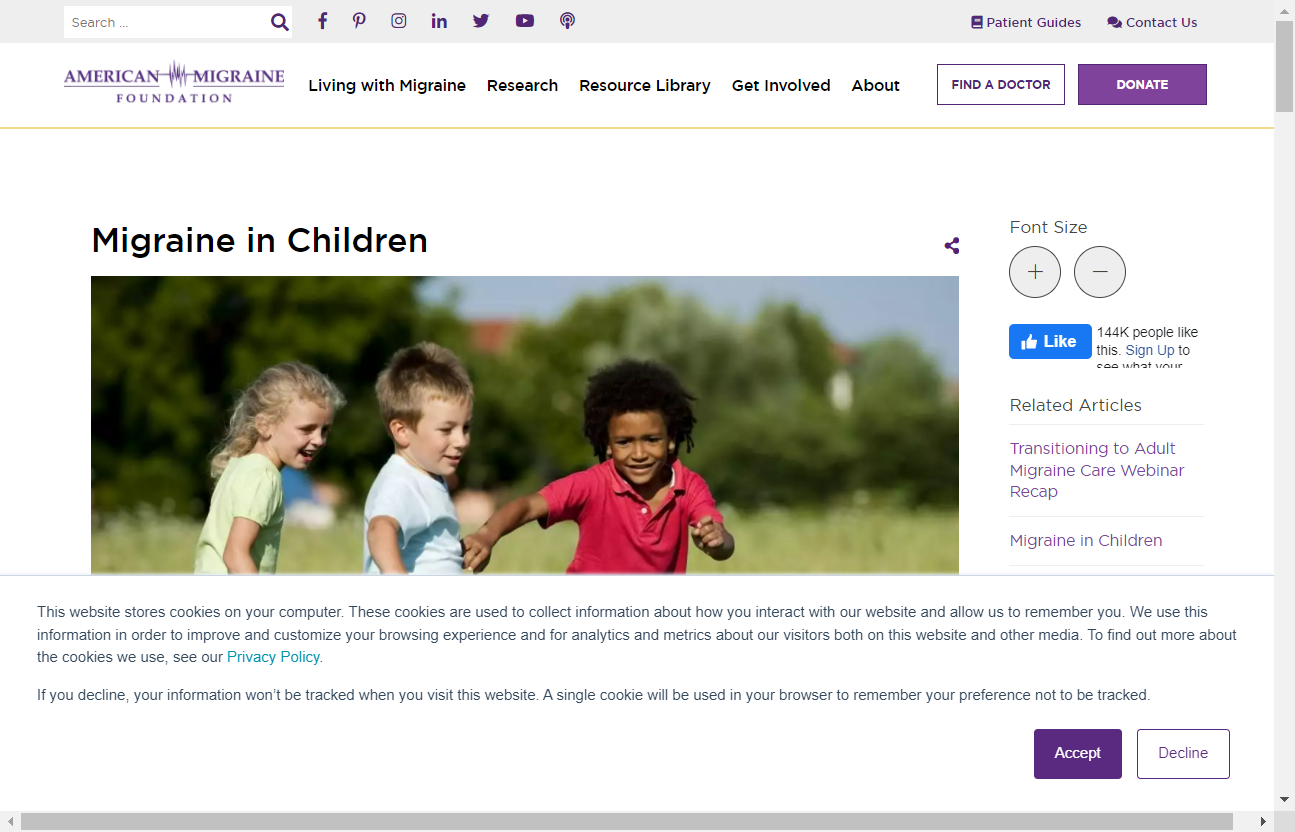 Search ...
Patient Guides
Contact Us
AMERICAN MIGRAINE
FOUNDATION
Living with Migraine
Research
Resource Library
Get Involved
About
FIND A DOCTOR
DONATE
Migraine in Children
Font Size
Like
144K people like
this. Sign Up to
see what your
Related Articles
Transitioning to Adult
Migraine Care Webinar
Recap
Migraine in Children
This website stores cookies on your computer. These cookies are used to collect information about how you interact with our website and allow us to remember you. We use this
information in order to improve and customize your browsing experience and for analytics and metrics about our visitors both on this website and other media. To find out more about
the cookies we use, see our Privacy Policy.
If you decline, your information won’t be tracked when you visit this website. A single cookie will be used in your browser to remember your preference not to be tracked.
Accept
Decline